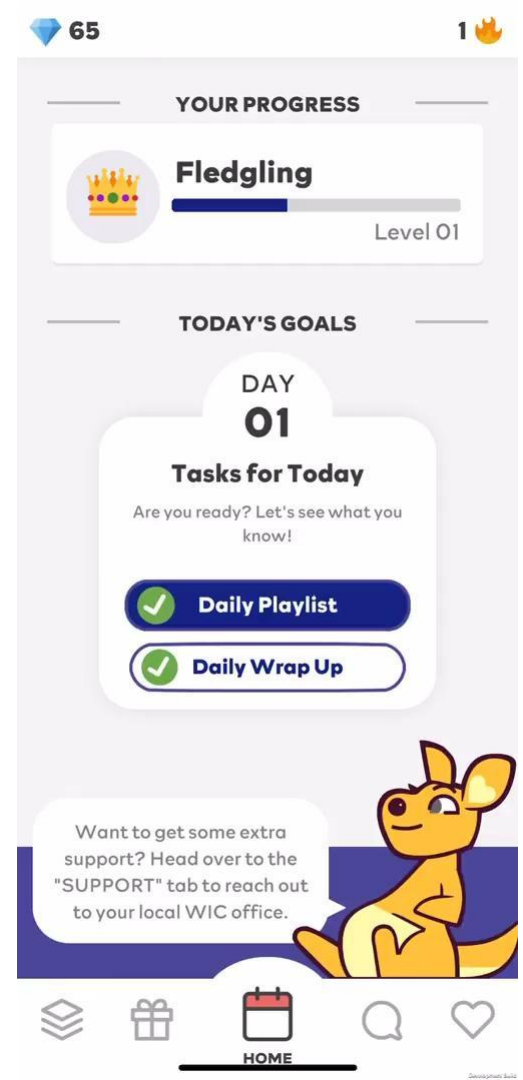 65
1
YOUR PROGRESS
Fledgling
Level 01
TODAY'S GOALS
DAY
01
Tasks for Today
Are you ready? Let's see what you
know!
Daily Playlist
Daily Wrap Up
Want to get some extra
support? Head over to the
"SUPPORT" tab to reach out
to your local WIC office.
HOME
Development Build